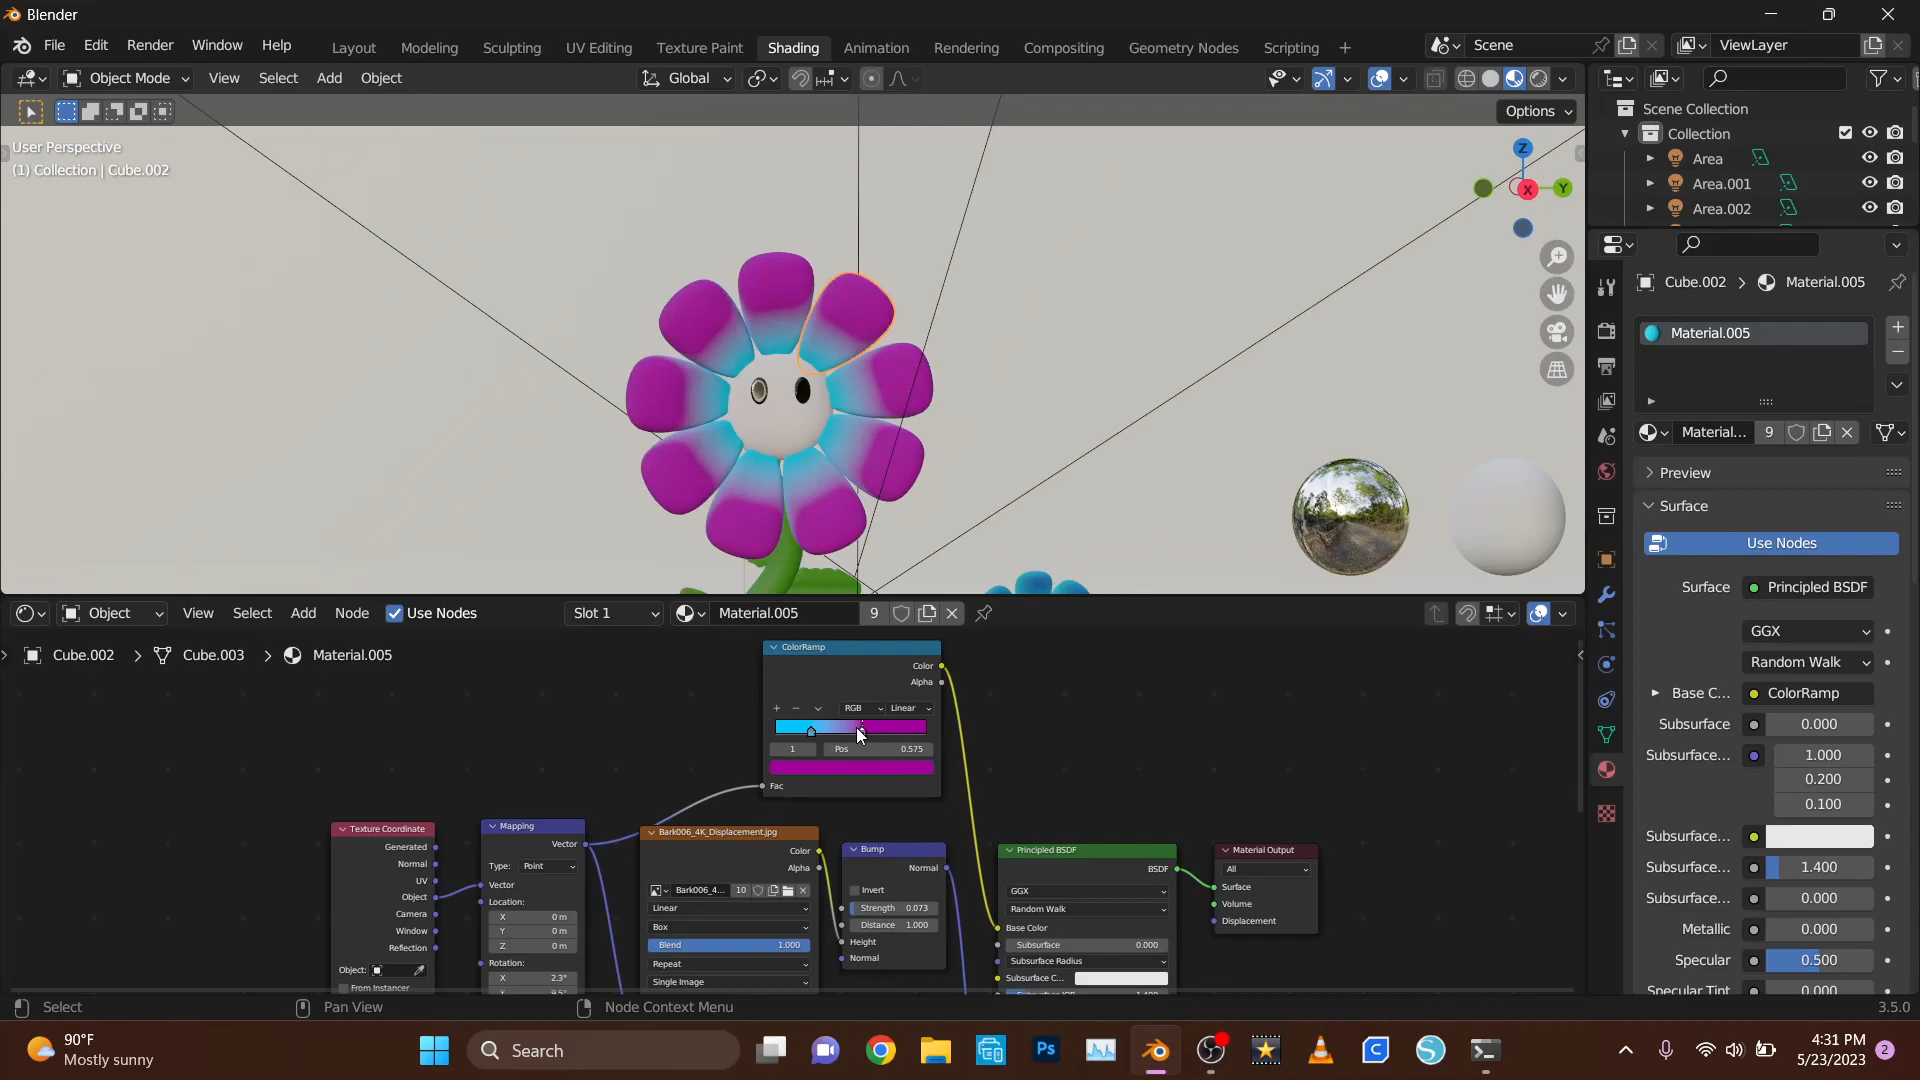 Blender
File Edit Render Window Help Layout Modeling Sculpting UV Editing Texture Paint Shading Animation Rendering Compositing Geometry Nodes Scripting + Scene ViewLayer
Object Mode View Select Add Object Global
Options
User Perspective
(1) Collection | Cube.002
Z
X
Y
Scene Collection
Collection
Area
Area.001
Area.002
Cube.002 > Material.005
Material.005
Material... 9
Preview
Surface
Use Nodes
Surface Principled BSDF
GGX
Random Walk
Base C... ColorRamp
Subsurface 0.000
Subsurface... 1.000
0.200
0.100
Subsurface...
Subsurface... 1.400
Subsurface... 0.000
Metallic 0.000
Specular 0.500
Specular Tint 0.000
Object View Select Add Node Use Nodes Slot 1 Material.005 9
Cube.002 > Cube.003 > Material.005
ColorRamp
Color
Alpha
+ − RGB Linear
1 Pos 0.575
Fac
Texture Coordinate
Generated
Normal
UV
Object
Camera
Window
Reflection
Object:
From Instancer
Mapping
Vector
Type: Point
Vector
Location:
X 0 m
Y 0 m
Z 0 m
Rotation:
X 2.3°
Y 9.5°
Bark006_4K_Displacement.jpg
Color
Alpha
Bark006_4... 10
Linear
Box
Blend 1.000
Repeat
Single Image
Bump
Normal
Invert
Strength 0.073
Distance 1.000
Height
Normal
Principled BSDF
BSDF
GGX
Random Walk
Base Color
Subsurface 0.000
Subsurface Radius
Subsurface C...
Subsurface IOR 1.400
Material Output
All
Surface
Volume
Displacement
Select Pan View Node Context Menu 3.5.0
90°F
Mostly sunny
Search
Ps
4:31 PM
5/23/2023
2